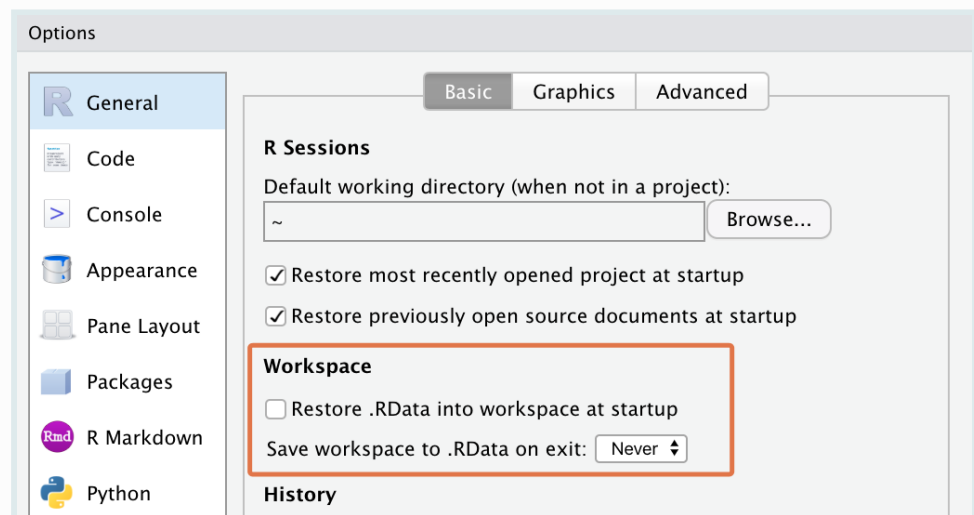 Options
General
Code
Console
Appearance
Pane Layout
Packages
Rmd
R Markdown
Python
Basic
Graphics
Advanced
R Sessions
Default working directory (when not in a project):
~
Browse...
Restore most recently opened project at startup
Restore previously open source documents at startup
Workspace
Restore .RData into workspace at startup
Save workspace to .RData on exit: Never
History